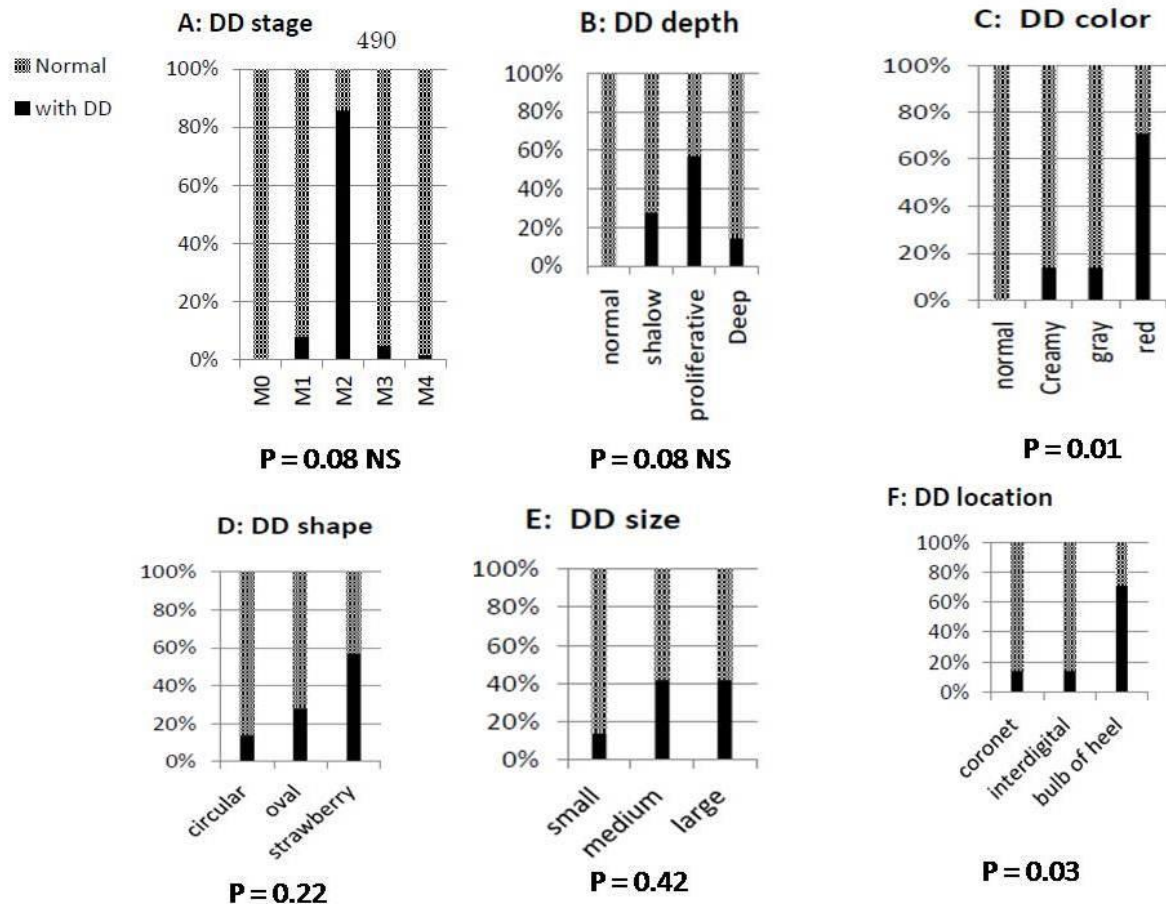 A: DD stage
490
Normal
with DD
100%
80%
60%
40%
20%
0%
M0
M1
M2
M3
M4
P = 0.08 NS
B: DD depth
100%
80%
60%
40%
20%
0%
normal
shalow
proliferative
Deep
P = 0.08 NS
C: DD color
100%
80%
60%
40%
20%
0%
normal
Creamy
gray
red
P = 0.01
D: DD shape
100%
80%
60%
40%
20%
0%
circular
oval
strawberry
P = 0.22
E: DD size
100%
80%
60%
40%
20%
0%
small
medium
large
P = 0.42
F: DD location
100%
80%
60%
40%
20%
0%
coronet
interdigital
bulb of heel
P = 0.03